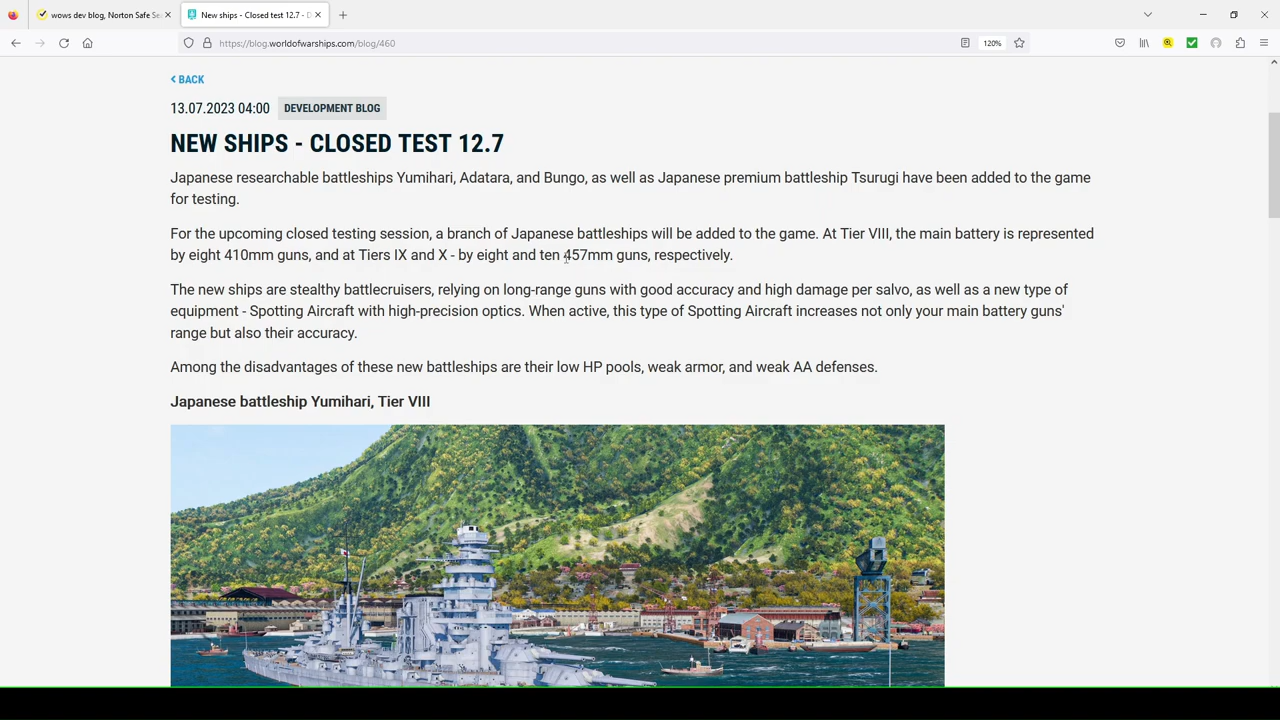 wows dev blog, Norton Safe Se
New ships - Closed test 12.7 - D
https://blog.worldofwarships.com/blog/460
120%
BACK
13.07.2023 04:00 DEVELOPMENT BLOG
NEW SHIPS - CLOSED TEST 12.7
Japanese researchable battleships Yumihari, Adatara, and Bungo, as well as Japanese premium battleship Tsurugi have been added to the game
for testing.
For the upcoming closed testing session, a branch of Japanese battleships will be added to the game. At Tier VIII, the main battery is represented
by eight 410mm guns, and at Tiers IX and X - by eight and ten 457mm guns, respectively.
The new ships are stealthy battlecruisers, relying on long-range guns with good accuracy and high damage per salvo, as well as a new type of
equipment - Spotting Aircraft with high-precision optics. When active, this type of Spotting Aircraft increases not only your main battery guns'
range but also their accuracy.
Among the disadvantages of these new battleships are their low HP pools, weak armor, and weak AA defenses.
Japanese battleship Yumihari, Tier VIII